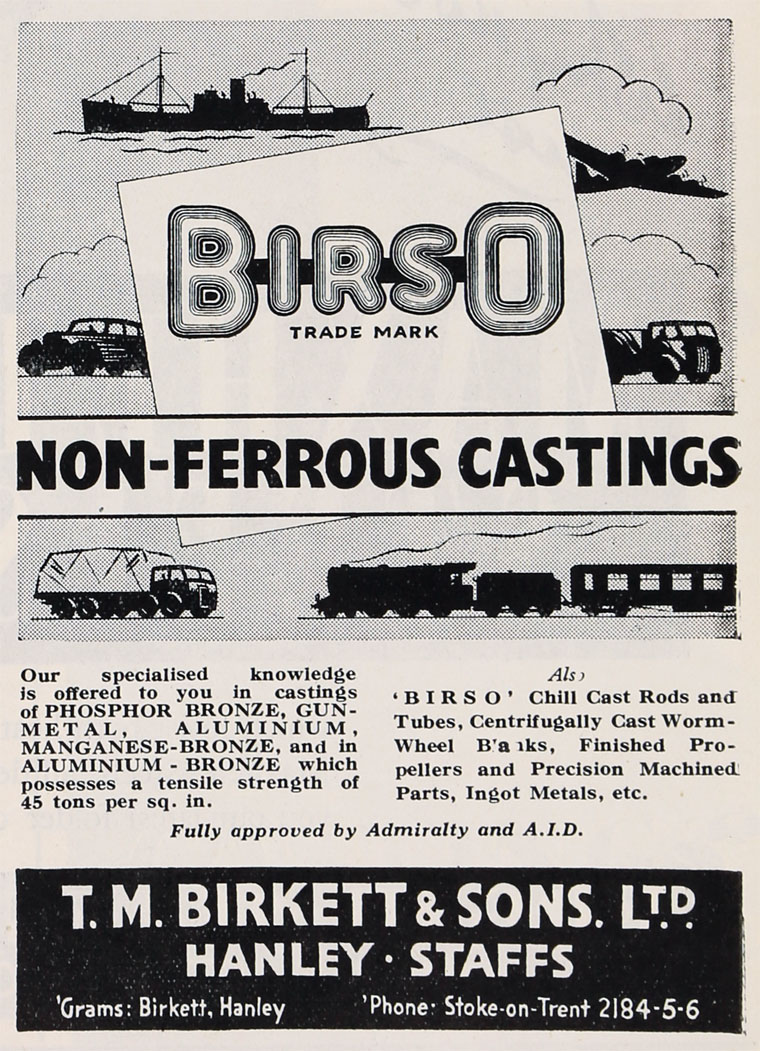 BIRSO
TRADE MARK
NON-FERROUS CASTINGS
Our specialised knowledge
is offered to you in castings
of PHOSPHOR BRONZE, GUN-
METAL, ALUMINIUM,
MANGANESE-BRONZE, and in
ALUMINIUM - BRONZE which
possesses a tensile strength of
45 tons per sq. in.
Also
‘BIRSO’ Chill Cast Rods and
Tubes, Centrifugally Cast Worm-
Wheel Blanks, Finished Pro-
pellers and Precision Machined
Parts, Ingot Metals, etc.
Fully approved by Admiralty and A.I.D.
T. M. BIRKETT & SONS. LTD.
HANLEY · STAFFS
'Grams: Birkett, Hanley
'Phone: Stoke-on-Trent 2184-5-6